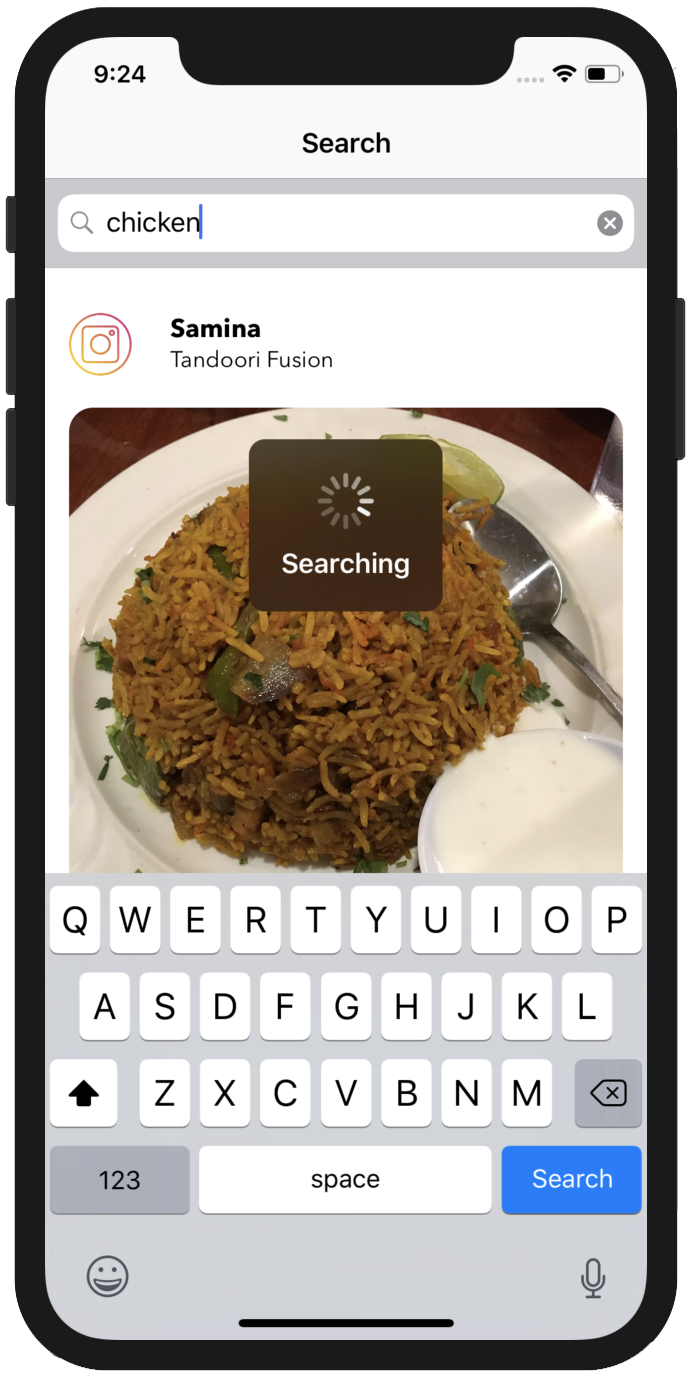 9:24
Search
chicken
Samina
Tandoori Fusion
Searching
Q W E R T Y U I O P
A S D F G H J K L
Z X C V B N M
123 space Search